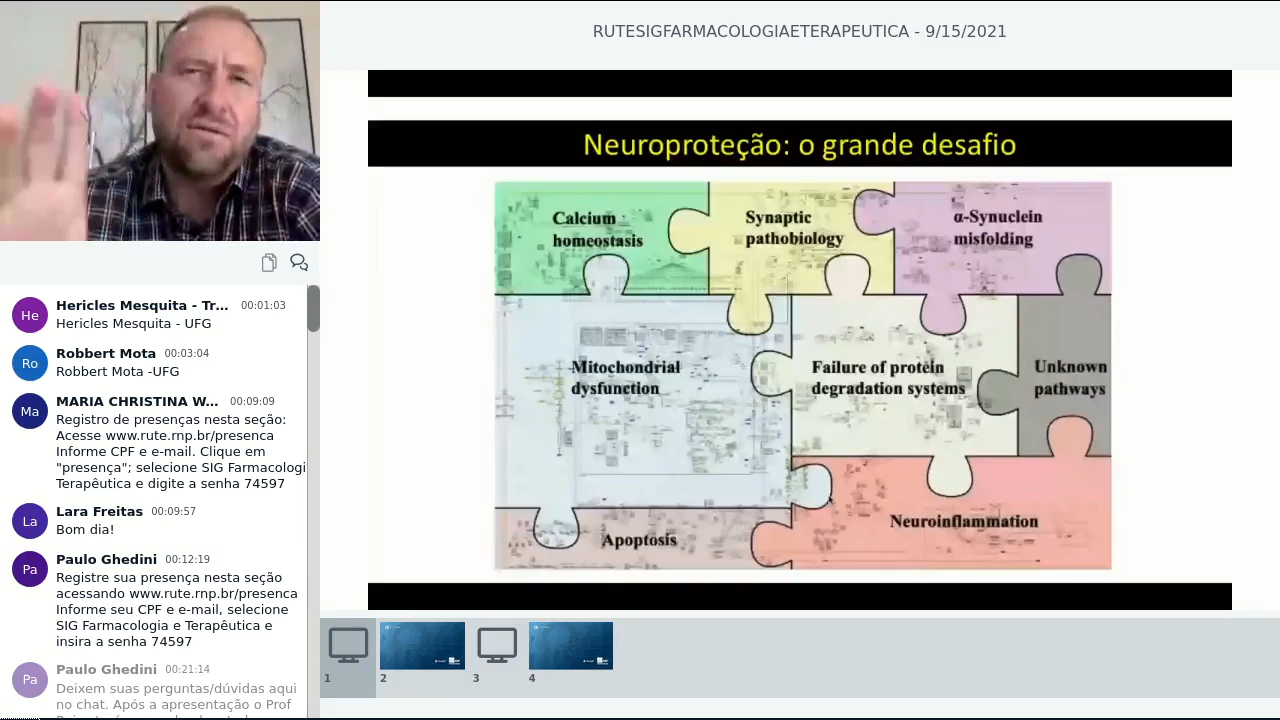 RUTESIGFARMACOLOGIAETERAPEUTICA - 9/15/2021
Neuroproteção: o grande desafio
Calcium
homeostasis
Synaptic
pathobiology
α-Synuclein
misfolding
Mitochondrial
dysfunction
Failure of protein
degradation systems
Unknown
pathways
Apoptosis
Neuroinflammation
He
Hericles Mesquita - Tr... 00:01:03
Hericles Mesquita - UFG
Ro
Robbert Mota 00:03:04
Robbert Mota -UFG
Ma
MARIA CHRISTINA W... 00:09:09
Registro de presenças nesta seção:
Acesse www.rute.rnp.br/presenca
Informe CPF e e-mail. Clique em
"presença"; selecione SIG Farmacologi
Terapêutica e digite a senha 74597
La
Lara Freitas 00:09:57
Bom dia!
Pa
Paulo Ghedini 00:12:19
Registre sua presença nesta seção
acessando www.rute.rnp.br/presenca
Informe seu CPF e e-mail, selecione
SIG Farmacologia e Terapêutica e
insira a senha 74597
Pa
Paulo Ghedini 00:21:14
Deixem suas perguntas/dúvidas aqui
no chat. Após a apresentação o Prof
1
2
3
4